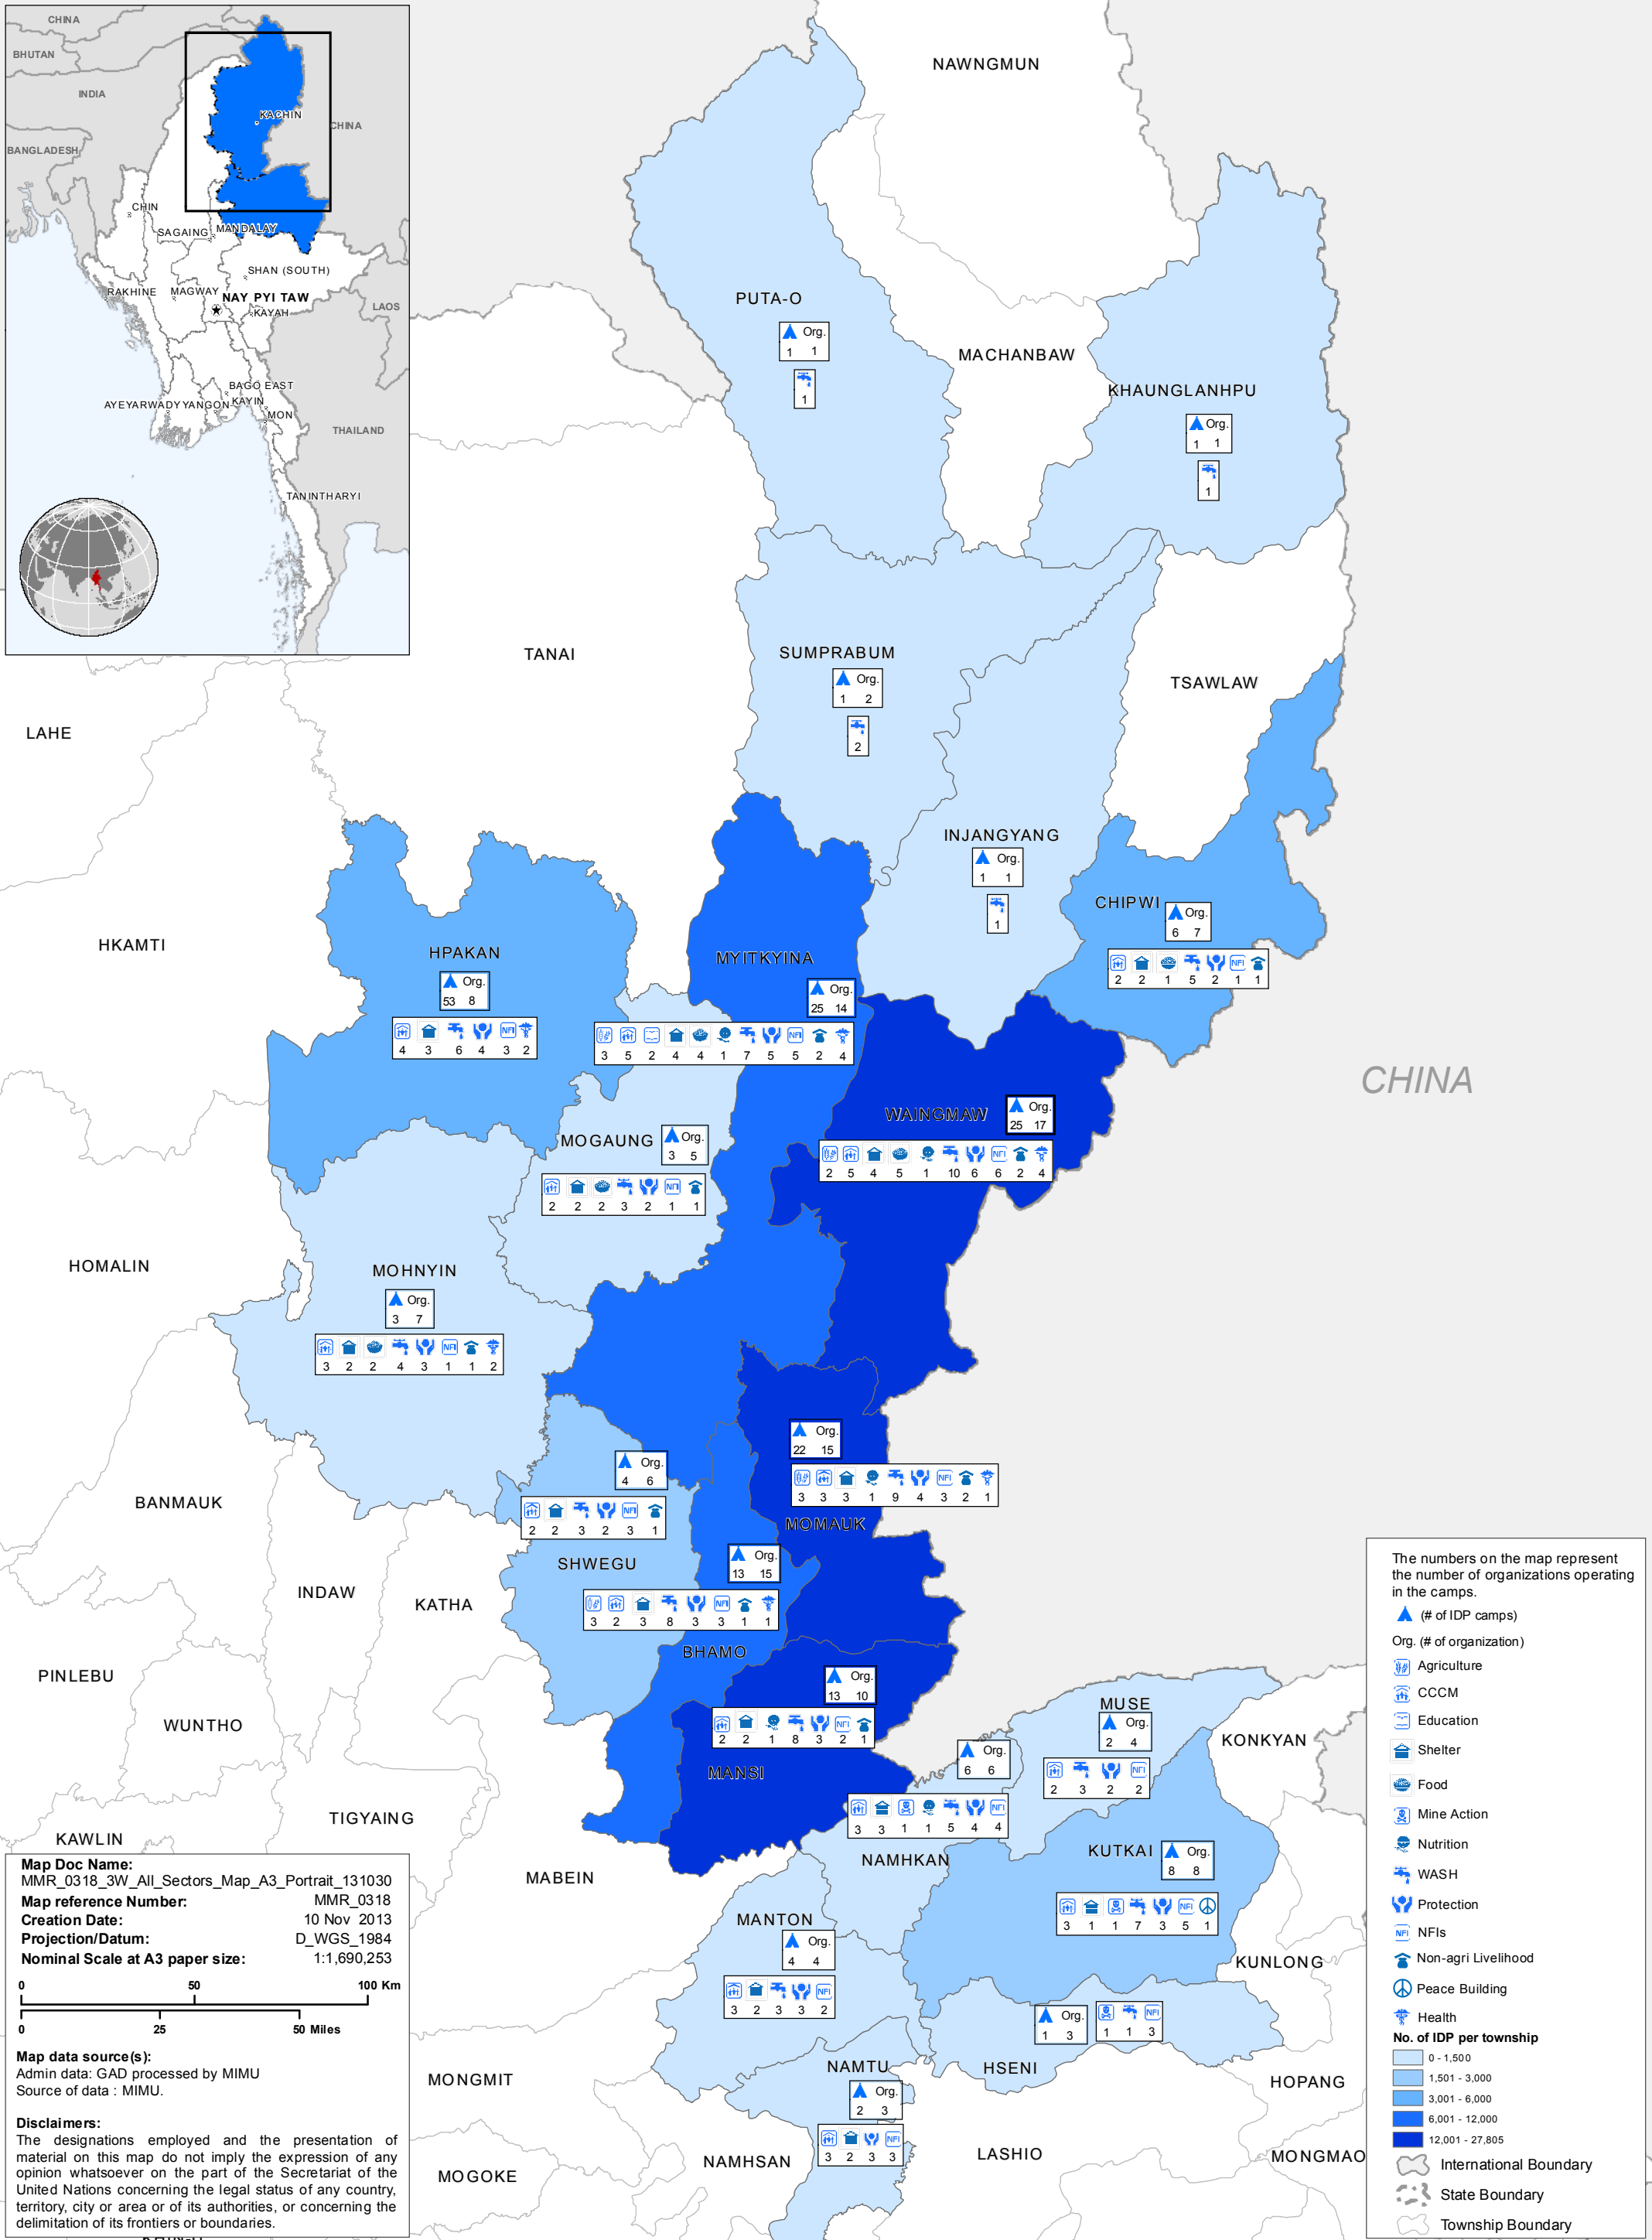 CHINA
BHUTAN
INDIA
KACHIN
CHINA
BANGLADESH
CHIN
SAGAING
MANDALAY
SHAN (SOUTH)
RAKHINE
MAGWAY
NAY PYI TAW
KAYAH
LAOS
BAGO EAST
AYEYARWADY
YANGON
KAYIN
MON
THAILAND
TANINTHARYI
NAWNGMUN
PUTA-O
Org.
1 1
1
MACHANBAW
KHAUNGLANHPU
Org.
1 1
1
TANAI
SUMPRABUM
Org.
1 2
2
TSAWLAW
LAHE
INJANGYANG
Org.
1 1
1
CHIPWI
Org.
6 7
NFI
2 2 1 5 2 1 1
HKAMTI
HPAKAN
Org.
53 8
NFI
4 3 6 4 3 2
MYITKYINA
Org.
25 14
NFI
3 5 2 4 4 1 7 5 5 2 4
CHINA
WAINGMAW
Org.
25 17
NFI
2 5 4 5 1 10 6 6 2 4
MOGAUNG
Org.
3 5
NFI
2 2 2 3 2 1 1
HOMALIN
MOHNYIN
Org.
3 7
NFI
3 2 2 4 3 1 1 2
Org.
22 15
NFI
3 3 3 1 9 4 3 2 1
MOMAUK
BANMAUK
Org.
4 6
NFI
2 2 3 2 3 1
SHWEGU
Org.
13 15
NFI
3 2 3 8 3 3 1 1
BHAMO
INDAW
KATHA
PINLEBU
WUNTHO
Org.
13 10
NFI
2 2 1 8 3 2 1
MANSI
MUSE
Org.
2 4
NFI
2 3 2 2
KONKYAN
Org.
6 6
NFI
3 3 1 1 5 4 4
NAMHKAN
TIGYAING
KAWLIN
MABEIN
KUTKAI
Org.
8 8
NFI
3 1 1 7 3 5 1
MANTON
Org.
4 4
NFI
3 2 3 3 2
KUNLONG
Org.
1 3
NFI
1 1 3
HSENI
NAMTU
Org.
2 3
NFI
3 2 3 3
MONGMIT
HOPANG
NAMHSAN
LASHIO
MONGMAO
MOGOKE
Map Doc Name:
MMR_0318_3W_All_Sectors_Map_A3_Portrait_131030
Map reference Number: MMR_0318
Creation Date: 10 Nov 2013
Projection/Datum: D_WGS_1984
Nominal Scale at A3 paper size: 1:1,690,253
0 50 100 Km
0 25 50 Miles
Map data source(s):
Admin data: GAD processed by MIMU
Source of data : MIMU.
Disclaimers:
The designations employed and the presentation of
material on this map do not imply the expression of any
opinion whatsoever on the part of the Secretariat of the
United Nations concerning the legal status of any country,
territory, city or area or of its authorities, or concerning the
delimitation of its frontiers or boundaries.
The numbers on the map represent
the number of organizations operating
in the camps.
(# of IDP camps)
Org. (# of organization)
Agriculture
CCCM
Education
Shelter
Food
Mine Action
Nutrition
WASH
Protection
NFI NFIs
Non-agri Livelihood
Peace Building
Health
No. of IDP per township
0 - 1,500
1,501 - 3,000
3,001 - 6,000
6,001 - 12,000
12,001 - 27,805
International Boundary
State Boundary
Township Boundary